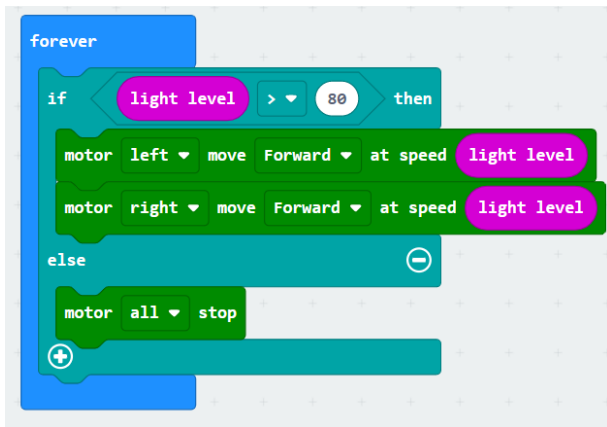 forever
if light level > 80 then
motor left move Forward at speed light level
motor right move Forward at speed light level
else
motor all stop